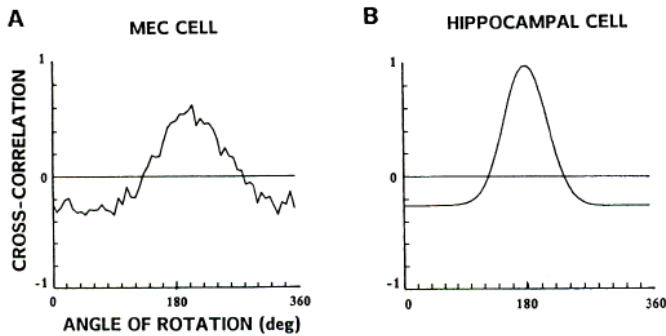 A
MEC CELL
B
HIPPOCAMPAL CELL
CROSS-CORRELATION
1
0
-1
0
180
360
ANGLE OF ROTATION (deg)
1
0
-1
0
180
360